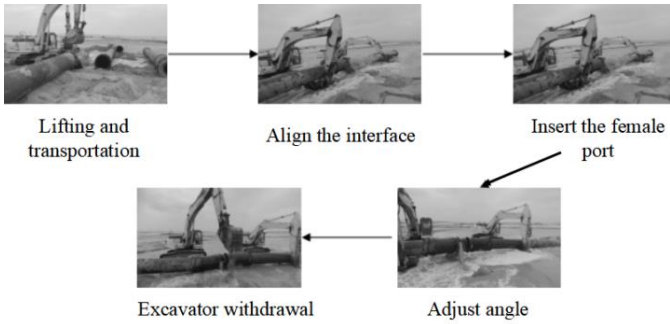 Lifting and
transportation
Align the interface
Insert the female
port
Adjust angle
Excavator withdrawal